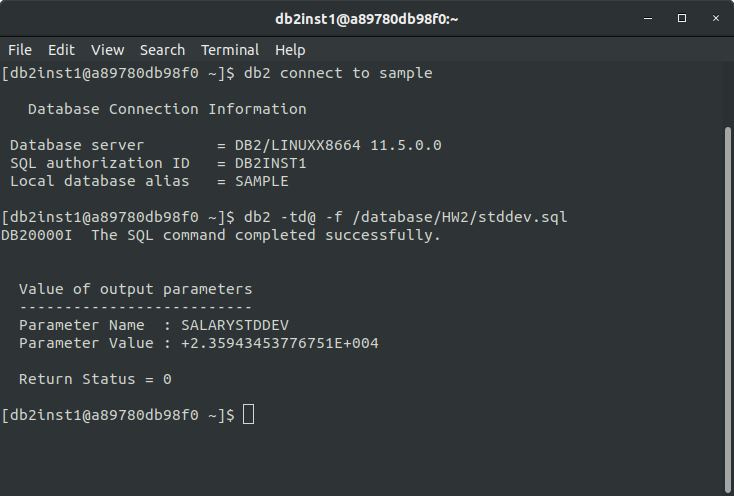 db2inst1@a89780db98f0:~
File Edit View Search Terminal Help
[db2inst1@a89780db98f0 ~]$ db2 connect to sample
Database Connection Information
Database server = DB2/LINUXX8664 11.5.0.0
SQL authorization ID = DB2INST1
Local database alias = SAMPLE
[db2inst1@a89780db98f0 ~]$ db2 -td@ -f /database/HW2/stddev.sql
DB20000I The SQL command completed successfully.
Value of output parameters
--------------------------
Parameter Name : SALARYSTDDEV
Parameter Value : +2.35943453776751E+004
Return Status = 0
[db2inst1@a89780db98f0 ~]$